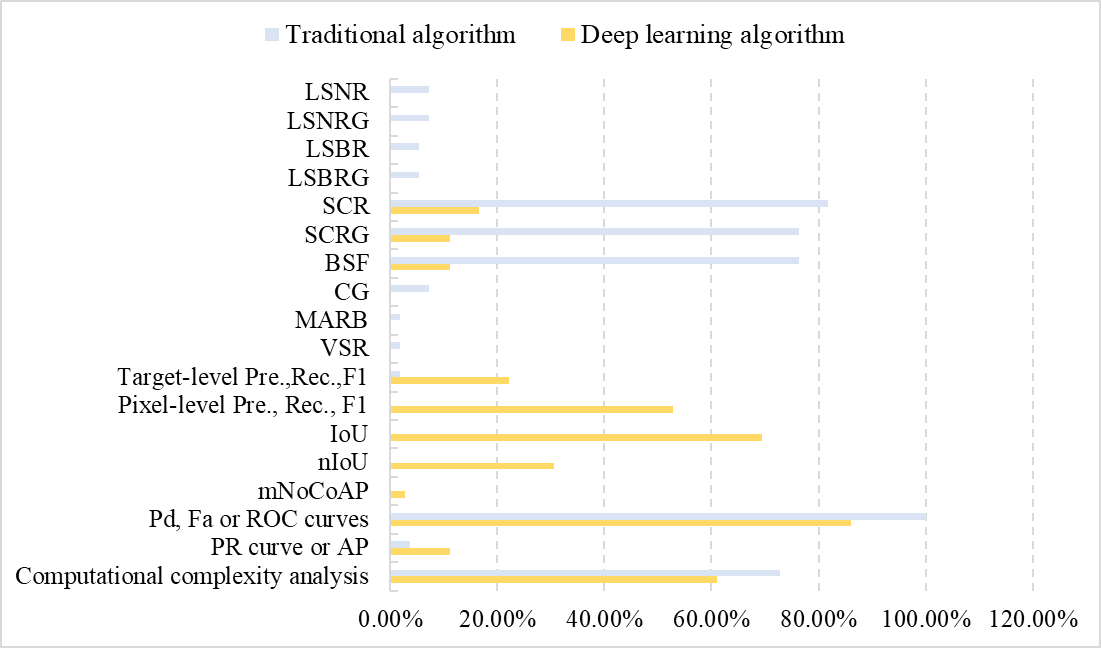 Traditional algorithm Deep learning algorithm
LSNR
LSNRG
LSBR
LSBRG
SCR
SCRG
BSF
CG
MARB
VSR
Target-level Pre.,Rec.,F1
Pixel-level Pre., Rec., F1
IoU
nIoU
mNoCoAP
Pd, Fa or ROC curves
PR curve or AP
Computational complexity analysis
0.00% 20.00% 40.00% 60.00% 80.00% 100.00% 120.00%